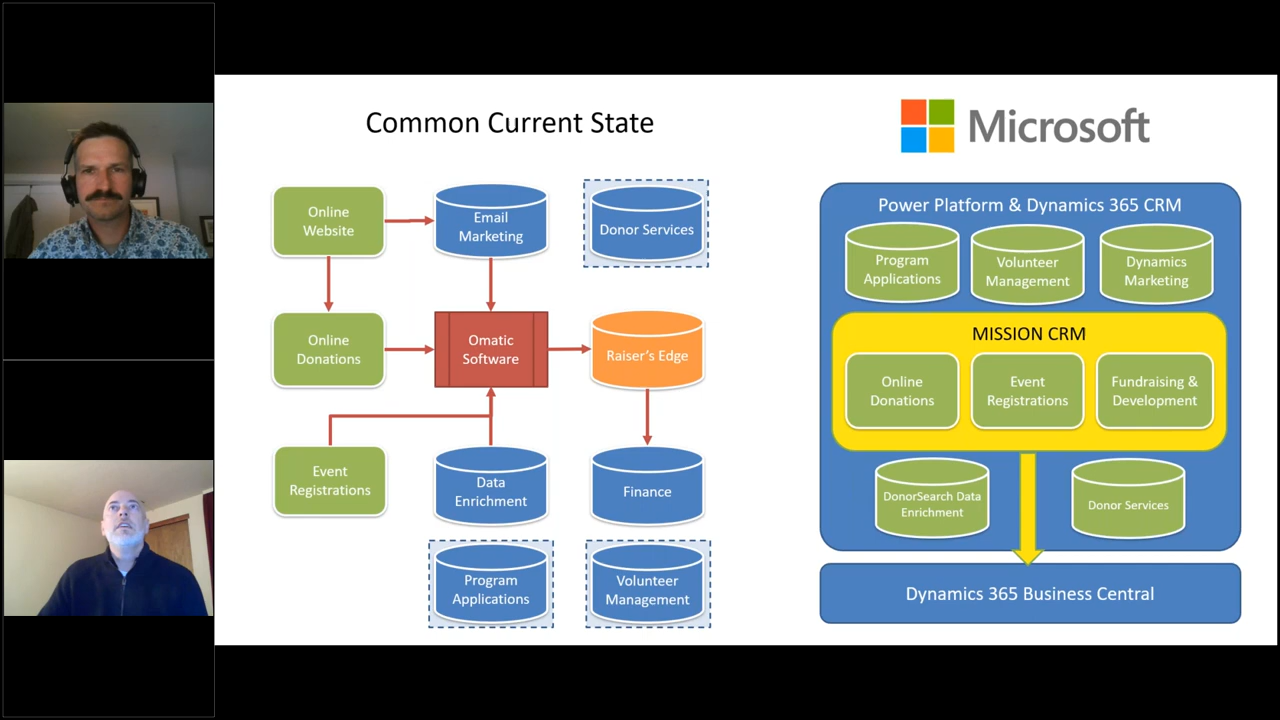 Common Current State
Online
Website
Email
Marketing
Donor Services
Online
Donations
Omatic
Software
Raiser's Edge
Event
Registrations
Data
Enrichment
Finance
Program
Applications
Volunteer
Management
Microsoft
Power Platform & Dynamics 365 CRM
Program
Applications
Volunteer
Management
Dynamics
Marketing
MISSION CRM
Online
Donations
Event
Registrations
Fundraising &
Development
DonorSearch Data
Enrichment
Donor Services
Dynamics 365 Business Central